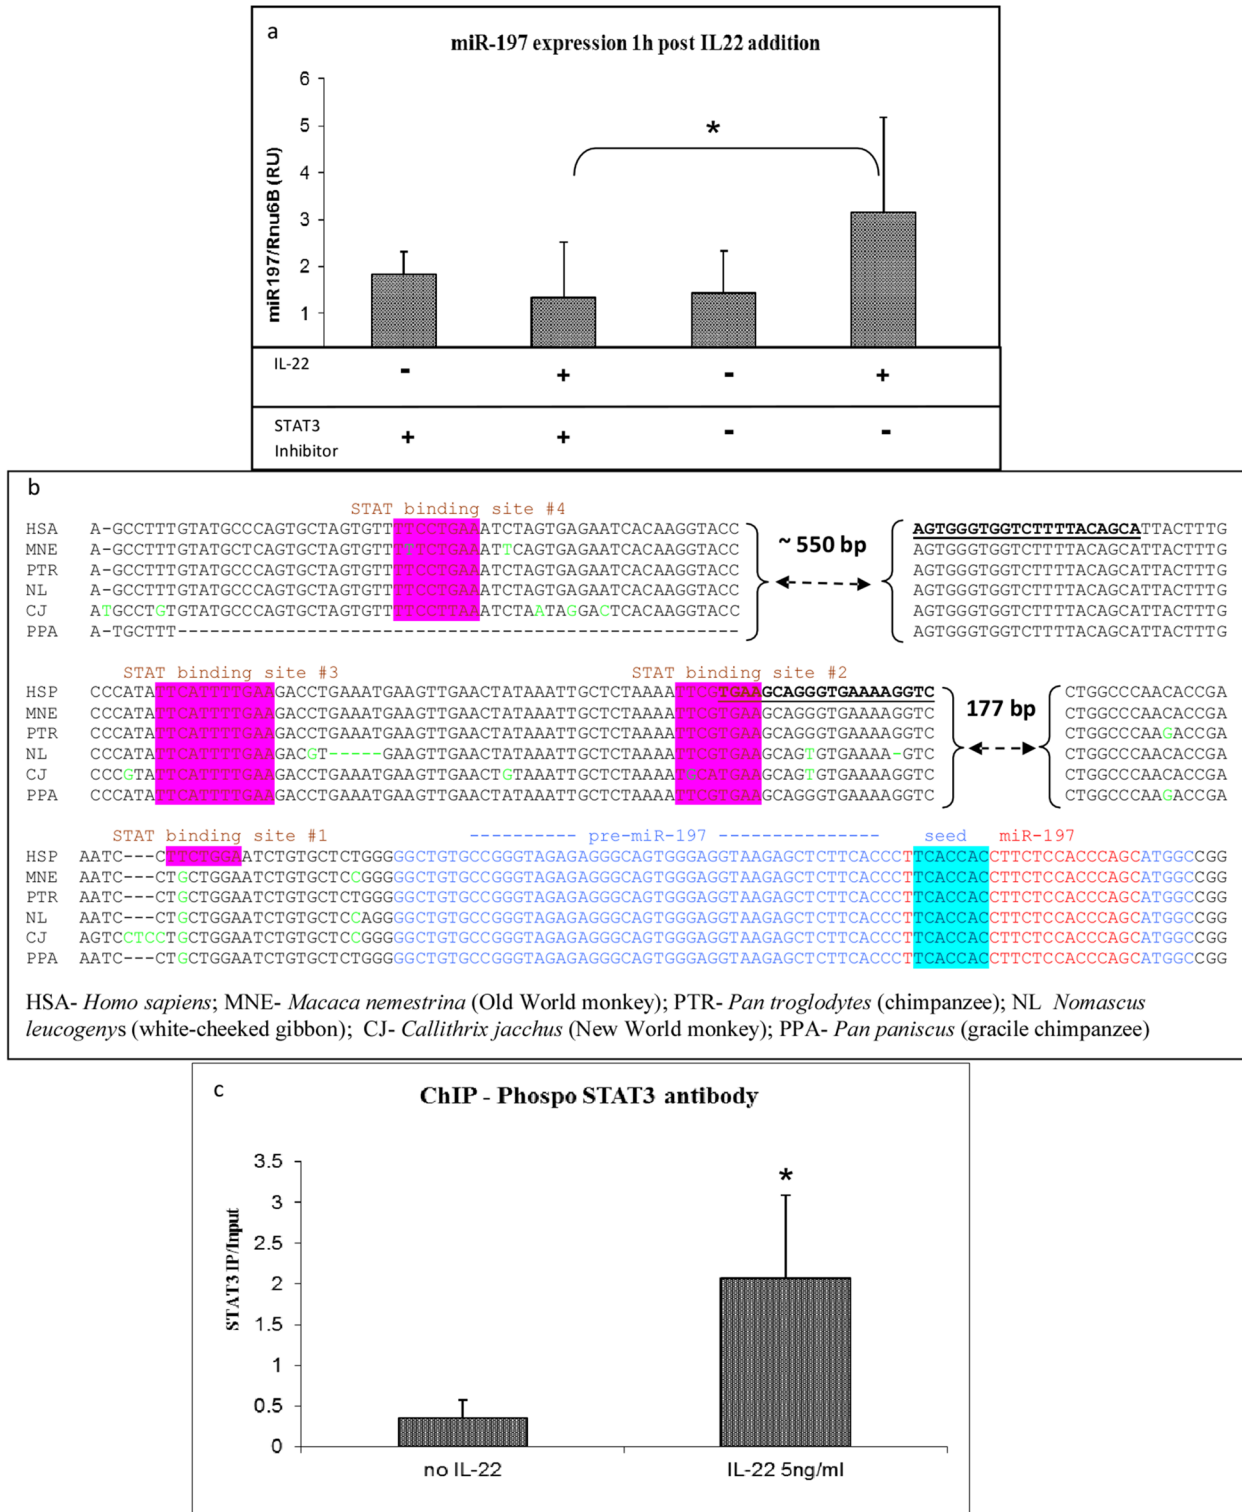 a
miR-197 expression 1h post IL22 addition
miR197/Rnu6B (RU)
6
5
4
3
2
1
*
IL-22 - + - +
STAT3 Inhibitor + + - -
b
STAT binding site #4
HSA A-GCCTTTGTATGCCCAGTGCTAGTGTTTTCCTGAAATCTAGTGAGAATCACAAGGTACC AGTGGGTGGTCTTTTACAGCATTACTTTG
MNE A-GCCTTTGTATGCTCAGTGCTAGTGTTTTTCTGAAATTCAGTGAGAATCACAAGGTACC AGTGGGTGGTCTTTTACAGCATTACTTTG
PTR A-GCCTTTGTATGCCCAGTGCTAGTGTTTTCCTGAAATCTAGTGAGAATCACAAGGTACC AGTGGGTGGTCTTTTACAGCATTACTTTG
NL A-GCCTTTGTATGCCCAGTGCTAGTGTTTTCCTGAAATCTAGTGAGAATCACAAGGTACC AGTGGGTGGTCTTTTACAGCATTACTTTG
CJ ATGCCTGTGTATGCCCAGTGCTAGTGTTTTCCTTAAATCTAATAGACTCACAAGGTACC AGTGGGTGGTCTTTTACAGCATTACTTTG
PPA A-TGCTTT---------------------------------------------------- AGTGGGTGGTCTTTTACAGCATTACTTTG
~ 550 bp
STAT binding site #3 STAT binding site #2
HSP CCCATATTCATTTTGAAGACCTGAAATGAAGTTGAACTATAAATTGCTCTAAAATTCGTGAAGCAGGGTGAAAAGGTC CTGGCCCAACACCGA
MNE CCCATATTCATTTTGAAGACCTGAAATGAAGTTGAACTATAAATTGCTCTAAAATTCGTGAAGCAGGGTGAAAAGGTC CTGGCCCAAGACCGA
PTR CCCATATTCATTTTGAAGACCTGAAATGAAGTTGAACTATAAATTGCTCTAAAATTCGTGAAGCAGGGTGAAAAGGTC CTGGCCCAAGACCGA
NL CCCATATTCATTTTGAAGACGT-----GAAGTTGAACTATAAATTGCTCTAAAATTCGTGAAGCAGTGTGAAAA-GTC CTGGCCCAACACCGA
CJ CCCGTATTCATTTTGAAGACCTGAAATGAAGTTGAACTGTAAATTGCTCTAAAATGCATGAAGCAGTGTGAAAAGGTC CTGGCCCAACACCGA
PPA CCCATATTCATTTTGAAGACCTGAAATGAAGTTGAACTATAAATTGCTCTAAAATTCGTGAAGCAGGGTGAAAAGGTC CTGGCCCAAGACCGA
177 bp
STAT binding site #1 ---------- pre-miR-197 --------------- seed miR-197
HSP AATC---CTTCTGGAATCTGTGCTCTGGGGGCTGTGCCGGGTAGAGAGGGCAGTGGGAGGTAAGAGCTCTTCACCCTTCACCACCTTCTCCACCCAGCATGGCCGG
MNE AATC---CTGCTGGAATCTGTGCTCCGGGGGCTGTGCCGGGTAGAGAGGGCAGTGGGAGGTAAGAGCTCTTCACCCTTCACCACCTTCTCCACCCAGCATGGCCGG
PTR AATC---CTGCTGGAATCTGTGCTCTGGGGGCTGTGCCGGGTAGAGAGGGCAGTGGGAGGTAAGAGCTCTTCACCCTTCACCACCTTCTCCACCCAGCATGGCCGG
NL AATC---CTGCTGGAATCTGTGCTCCAGGGGCTGTGCCGGGTAGAGAGGGCAGTGGGAGGTAAGAGCTCTTCACCCTTCACCACCTTCTCCACCCAGCATGGCCGG
CJ AGTCCTCCTGCTGGAATCTGTGCTCCGGGGGCTGTGCCGGGTAGAGAGGGCAGTGGGAGGTAAGAGCTCTTCACCCTTCACCACCTTCTCCACCCAGCATGGCCGG
PPA AATC---CTGCTGGAATCTGTGCTCTGGGGGCTGTGCCGGGTAGAGAGGGCAGTGGGAGGTAAGAGCTCTTCACCCTTCACCACCTTCTCCACCCAGCATGGCCGG
HSA- Homo sapiens; MNE- Macaca nemestrina (Old World monkey); PTR- Pan troglodytes (chimpanzee); NL Nomascus
leucogenys (white-cheeked gibbon); CJ- Callithrix jacchus (New World monkey); PPA- Pan paniscus (gracile chimpanzee)
c
ChIP - Phospo STAT3 antibody
STAT3 IP/Input
3.5
3
2.5
2
1.5
1
0.5
0
*
no IL-22 IL-22 5ng/ml